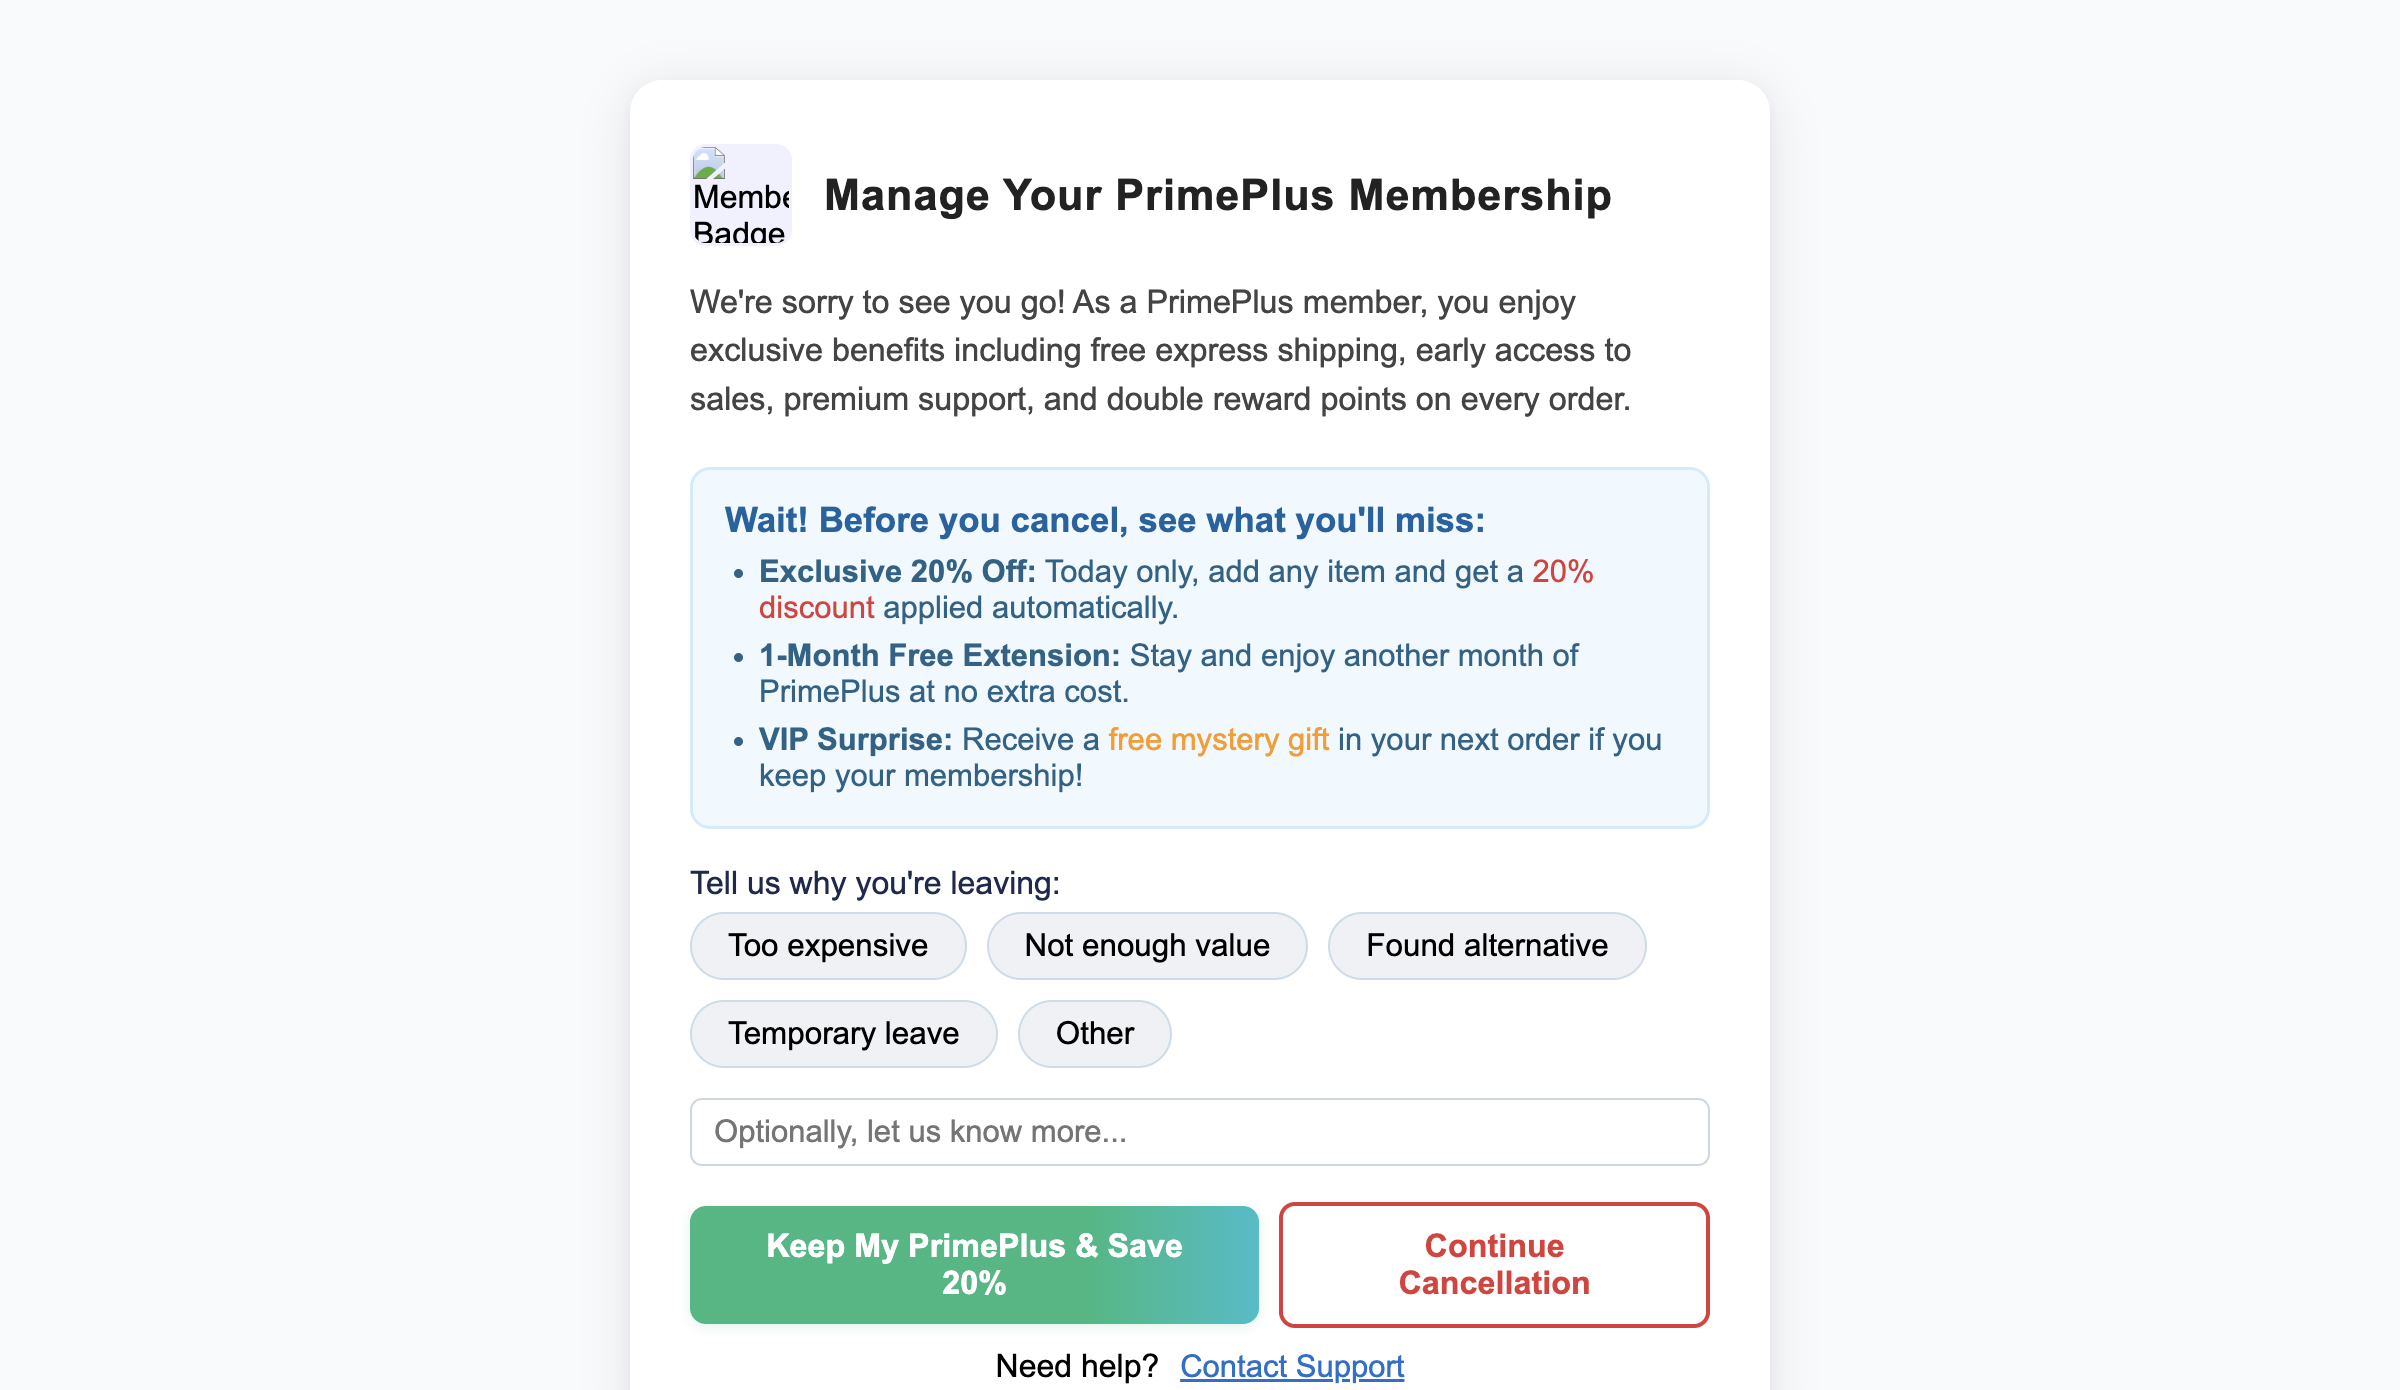 Membe
Badge
Manage Your PrimePlus Membership
We're sorry to see you go! As a PrimePlus member, you enjoy
exclusive benefits including free express shipping, early access to
sales, premium support, and double reward points on every order.
Wait! Before you cancel, see what you'll miss:
• Exclusive 20% Off: Today only, add any item and get a 20%
discount applied automatically.
• 1-Month Free Extension: Stay and enjoy another month of
PrimePlus at no extra cost.
• VIP Surprise: Receive a free mystery gift in your next order if you
keep your membership!
Tell us why you're leaving:
Too expensive Not enough value Found alternative
Temporary leave Other
Optionally, let us know more...
Keep My PrimePlus & Save
20%
Continue
Cancellation
Need help? Contact Support